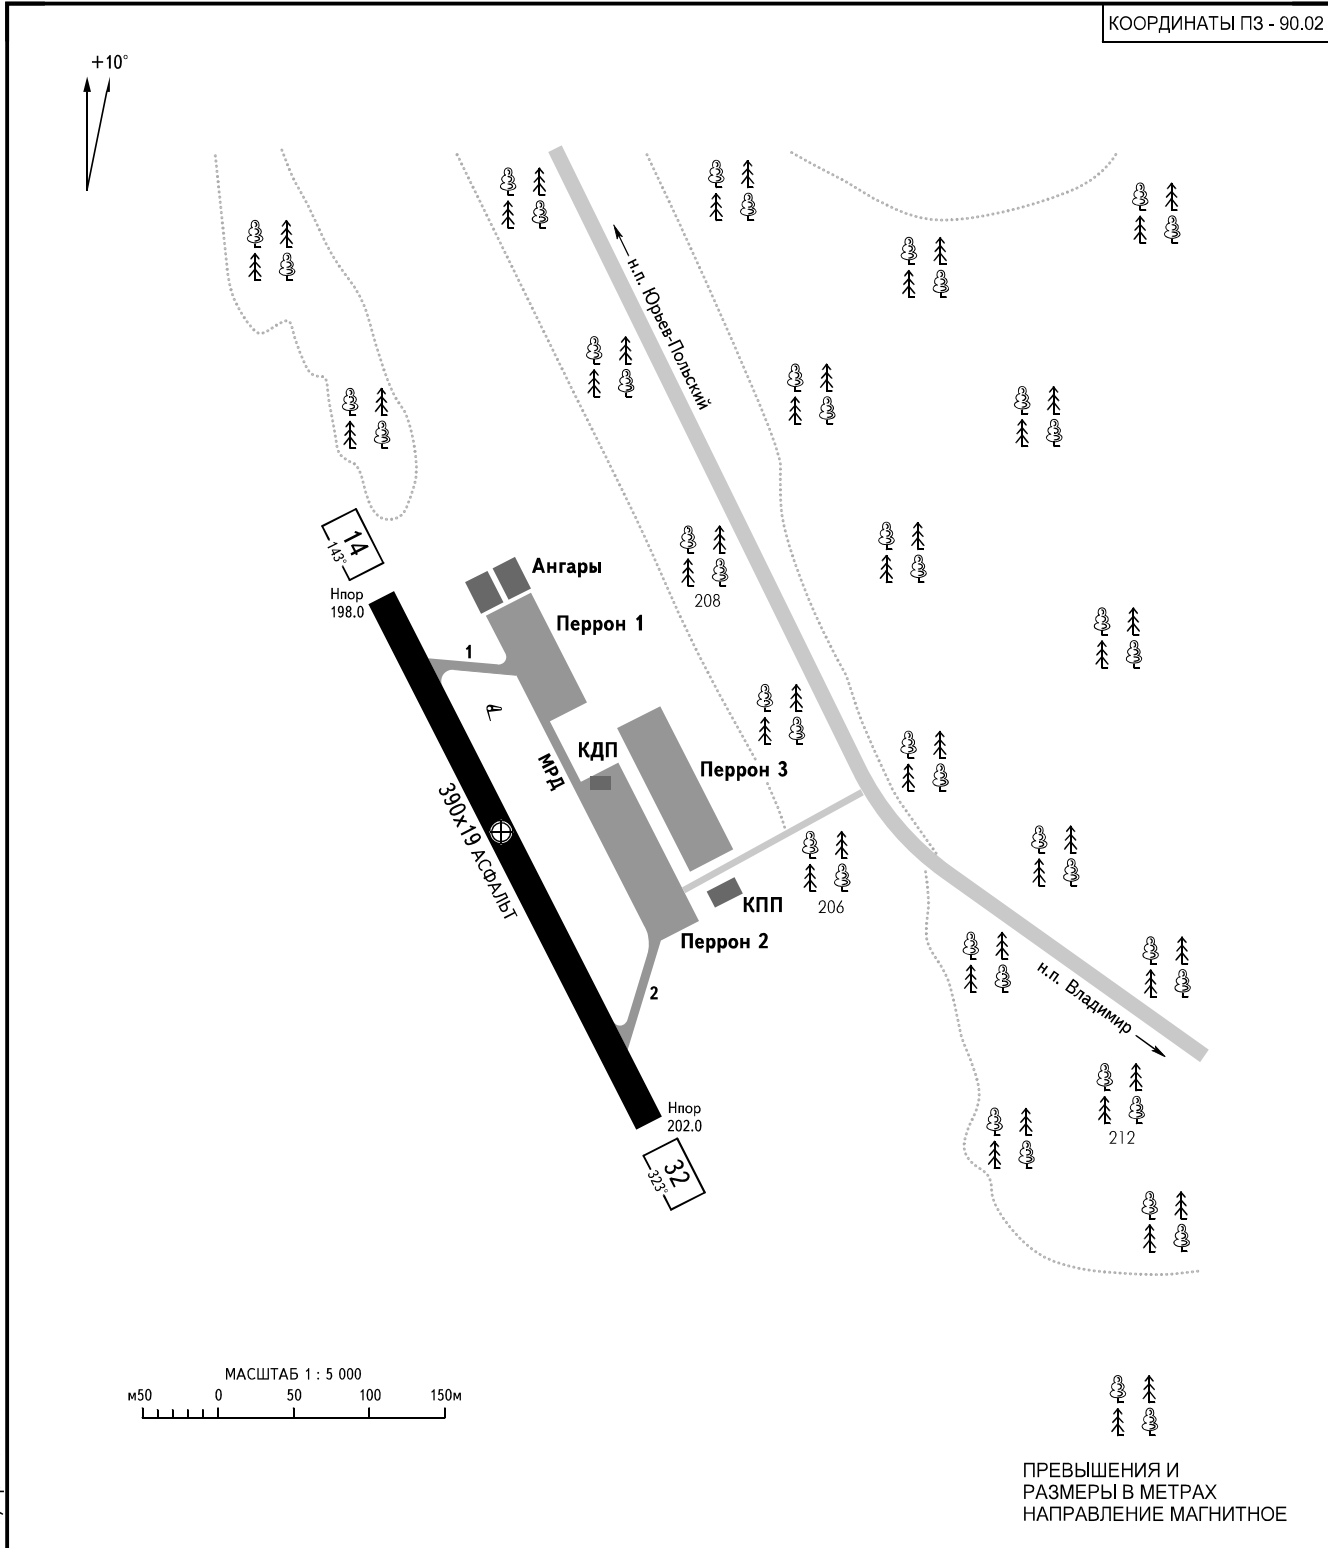 КООРДИНАТЫ ПЗ - 90.02
+10°
н.п. Юрьев-Польский
14
143°
Ангары
Нпор
198.0
208
Перрон 1
1
КДП
МРД
Перрон 3
390х19 АСФАЛЬТ
КПП
206
Перрон 2
н.п. Владимир
2
Нпор
202.0
212
32
323°
МАСШТАБ 1 : 5 000
м50 0 50 100 150м
ПРЕВЫШЕНИЯ И
РАЗМЕРЫ В МЕТРАХ
НАПРАВЛЕНИЕ МАГНИТНОЕ